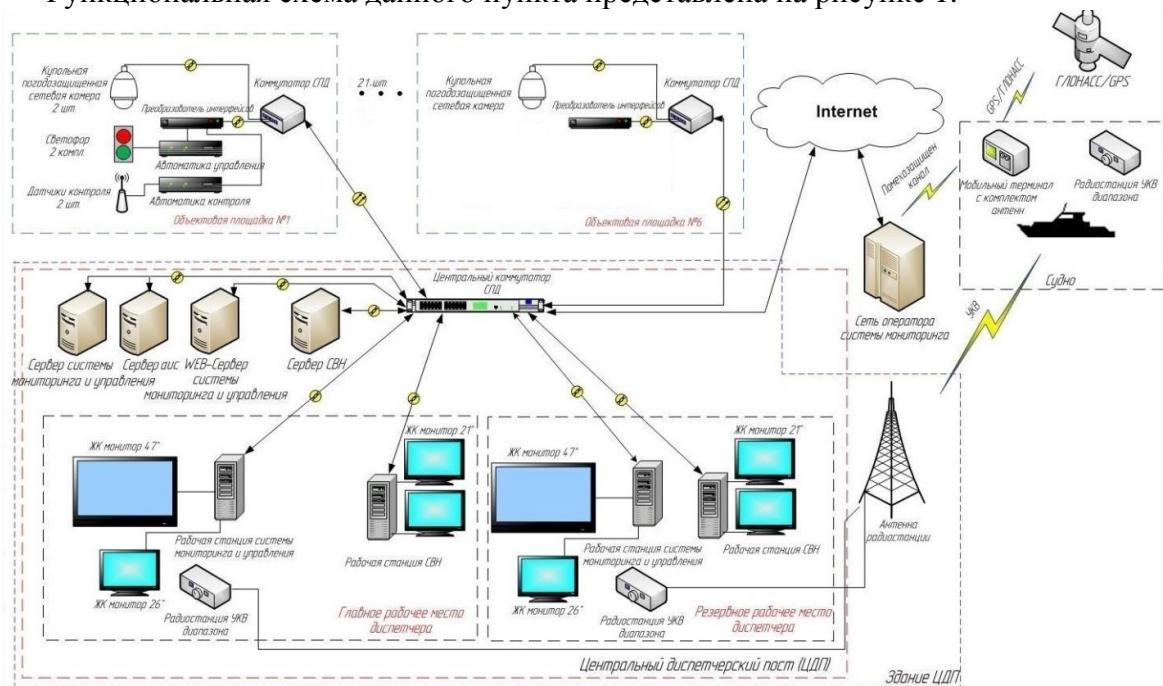 Функциональная схема данного пункта представлена на рисунке 1.
Купольная
погодозащищенная
сетевая камера
2 шт.
Коммутатор СПД
Преобразователь интерфейсов
Светофор
2 компл.
Автоматика управления
Датчики контроля
2 шт.
Автоматика контроля
Объектовая площадка №1
21.шт.
Купольная
погодозащищенная
сетевая камера
Коммутатор СПД
Преобразователь интерфейсов
Объектовая площадка №6
Internet
GPS/ГЛОНАСС
ГЛОНАСС/GPS
Помехозащищен
канал
Мобильный терминал
с комплектом
антенн
Радиостанция УКВ
диапазона
Судно
Сеть оператора
системы мониторинга
УКВ
Центральный коммутатор
СПД
Сервер системы
мониторинга и управления
Сервер аис
WEB-Сервер
системы
мониторинга и управления
Сервер СВН
ЖК монитор 47"
ЖК монитор 21"
Рабочая станция системы
мониторинга и управления
Рабочая станция СВН
ЖК монитор 26"
Радиостанция УКВ
диапазона
Главное рабочее место
диспетчера
ЖК монитор 47"
ЖК монитор 21"
Рабочая станция системы
мониторинга и управления
Рабочая станция СВН
ЖК монитор 26"
Радиостанция УКВ
диапазона
Резервное рабочее место
диспетчера
Антенна
радиостанции
Центральный диспетчерский пост (ЦДП)
Здание ЦДП